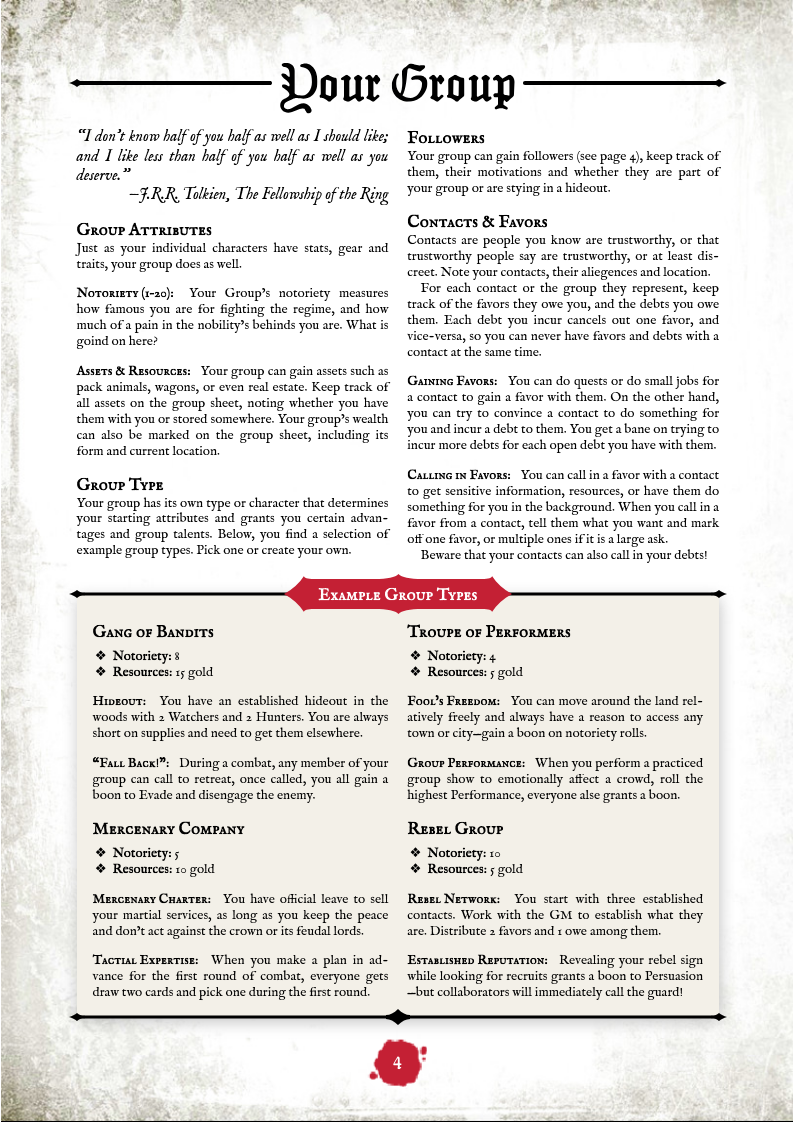 Your Group
“I don’t know half of you half as well as I should like;
and I like less than half of you half as well as you
deserve.”
—J.R.R. Tolkien, The Fellowship of the Ring
Group Attributes
Just as your individual characters have stats, gear and
traits, your group does as well.
Notoriety (1-20): Your Group’s notoriety measures
how famous you are for fighting the regime, and how
much of a pain in the nobility’s behinds you are. What is
goind on here?
Assets & Resources: Your group can gain assets such as
pack animals, wagons, or even real estate. Keep track of
all assets on the group sheet, noting whether you have
them with you or stored somewhere. Your group’s wealth
can also be marked on the group sheet, including its
form and current location.
Group Type
Your group has its own type or character that determines
your starting attributes and grants you certain advan-
tages and group talents. Below, you find a selection of
example group types. Pick one or create your own.
Followers
Your group can gain followers (see page 4), keep track of
them, their motivations and whether they are part of
your group or are stying in a hideout.
Contacts & Favors
Contacts are people you know are trustworthy, or that
trustworthy people say are trustworthy, or at least dis-
creet. Note your contacts, their aliegences and location.
For each contact or the group they represent, keep
track of the favors they owe you, and the debts you owe
them. Each debt you incur cancels out one favor, and
vice-versa, so you can never have favors and debts with a
contact at the same time.
Gaining Favors: You can do quests or do small jobs for
a contact to gain a favor with them. On the other hand,
you can try to convince a contact to do something for
you and incur a debt to them. You get a bane on trying to
incur more debts for each open debt you have with them.
Calling in Favors: You can call in a favor with a contact
to get sensitive information, resources, or have them do
something for you in the background. When you call in a
favor from a contact, tell them what you want and mark
off one favor, or multiple ones if it is a large ask.
Beware that your contacts can also call in your debts!
Example Group Types
Gang of Bandits
❖ Notoriety: 8
❖ Resources: 15 gold
Hideout: You have an established hideout in the
woods with 2 Watchers and 2 Hunters. You are always
short on supplies and need to get them elsewhere.
“Fall Back!”: During a combat, any member of your
group can call to retreat, once called, you all gain a
boon to Evade and disengage the enemy.
Mercenary Company
❖ Notoriety: 5
❖ Resources: 10 gold
Mercenary Charter: You have official leave to sell
your martial services, as long as you keep the peace
and don’t act against the crown or its feudal lords.
Tactial Expertise: When you make a plan in ad-
vance for the first round of combat, everyone gets
draw two cards and pick one during the first round.
Troupe of Performers
❖ Notoriety: 4
❖ Resources: 5 gold
Fool’s Freedom: You can move around the land rel-
atively freely and always have a reason to access any
town or city—gain a boon on notoriety rolls.
Group Performance: When you perform a practiced
group show to emotionally affect a crowd, roll the
highest Performance, everyone alse grants a boon.
Rebel Group
❖ Notoriety: 10
❖ Resources: 5 gold
Rebel Network: You start with three established
contacts. Work with the GM to establish what they
are. Distribute 2 favors and 1 owe among them.
Established Reputation: Revealing your rebel sign
while looking for recruits grants a boon to Persuasion
—but collaborators will immediately call the guard!
4